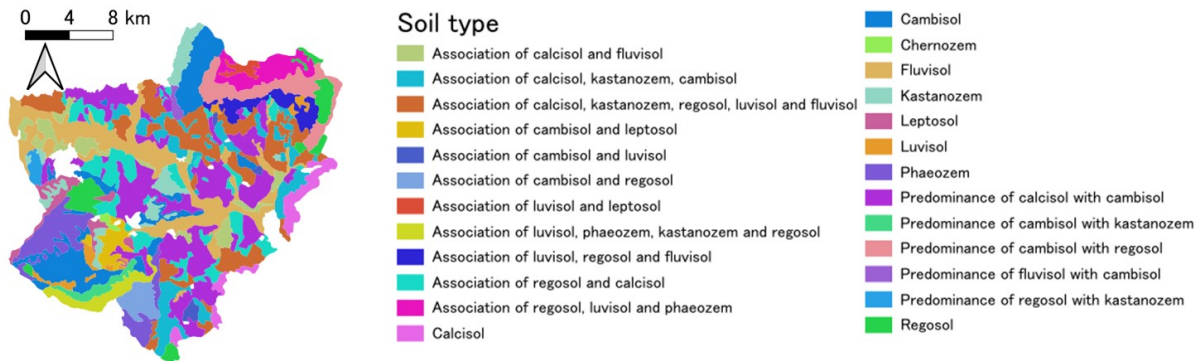 0 4 8 km
Soil type
Association of calcisol and fluvisol
Association of calcisol, kastanozem, cambisol
Association of calcisol, kastanozem, regosol, luvisol and fluvisol
Association of cambisol and leptosol
Association of cambisol and luvisol
Association of cambisol and regosol
Association of luvisol and leptosol
Association of luvisol, phaeozem, kastanozem and regosol
Association of luvisol, regosol and fluvisol
Association of regosol and calcisol
Association of regosol, luvisol and phaeozem
Calcisol
Cambisol
Chernozem
Fluvisol
Kastanozem
Leptosol
Luvisol
Phaeozem
Predominance of calcisol with cambisol
Predominance of cambisol with kastanozem
Predominance of cambisol with regosol
Predominance of fluvisol with cambisol
Predominance of regosol with kastanozem
Regosol